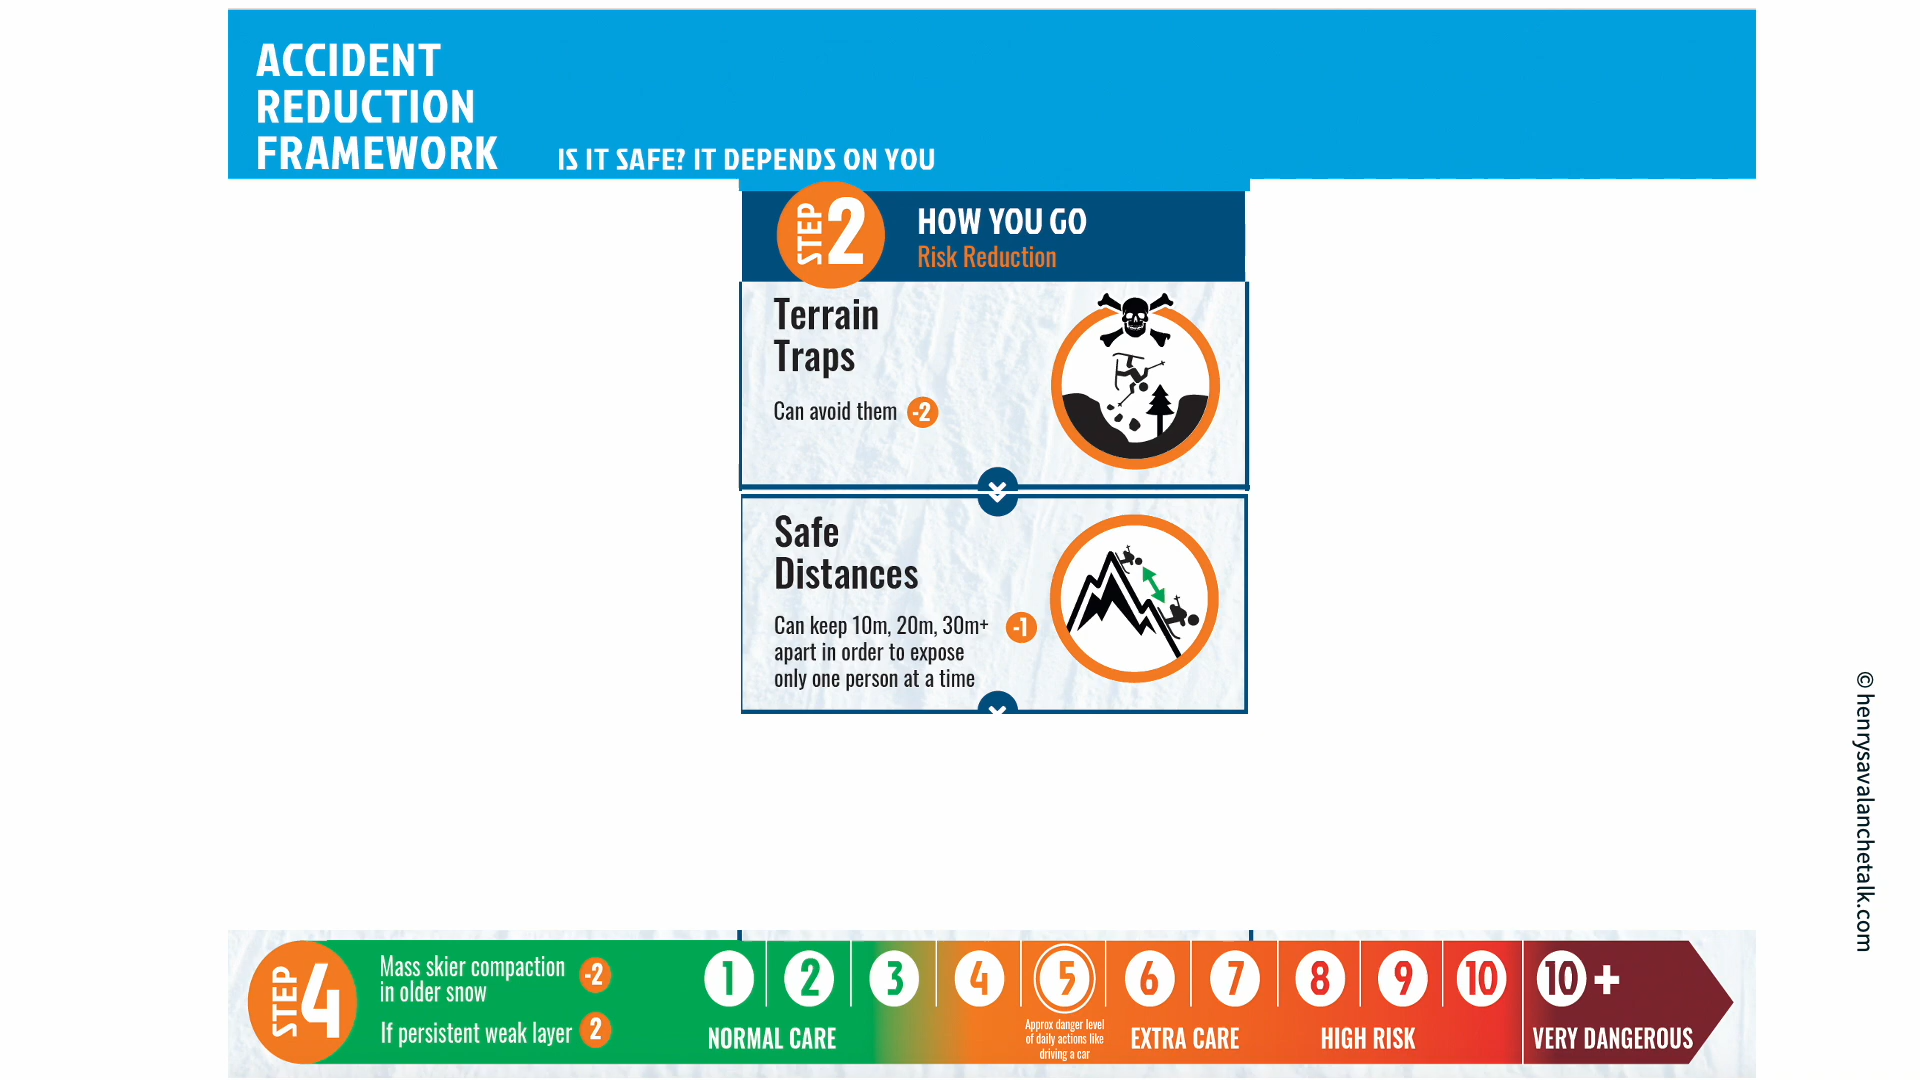 ACCIDENT
REDUCTION
FRAMEWORK
IS IT SAFE? IT DEPENDS ON YOU
STEP 2
HOW YOU GO
Risk Reduction
Terrain
Traps
Can avoid them -2
Safe
Distances
Can keep 10m, 20m, 30m+ -1
apart in order to expose
only one person at a time
© henrysavalanchetalk.com
STEP 4
Mass skier compaction -2
in older snow
If persistent weak layer 2
1 2 3 4 5 6 7 8 9 10 10+
NORMAL CARE
Approx danger level
of daily actions like
driving a car
EXTRA CARE
HIGH RISK
VERY DANGEROUS